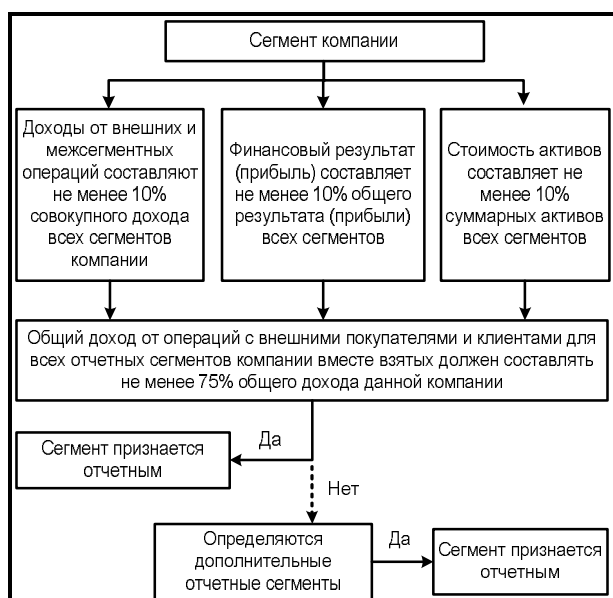 Сегмент компании
Доходы от внешних и
межсегментных
операций составляют
не менее 10%
совокупного дохода
всех сегментов
компании
Финансовый результат
(прибыль) составляет
не менее 10% общего
результата (прибыли)
всех сегментов
Стоимость активов
составляет не
менее 10%
суммарных активов
всех сегментов
Общий доход от операций с внешними покупателями и клиентами для
всех отчетных сегментов компании вместе взятых должен составлять
не менее 75% общего дохода данной компании
Да
Сегмент признается
отчетным
Нет
Определяются
дополнительные
отчетные сегменты
Да
Сегмент признается
отчетным